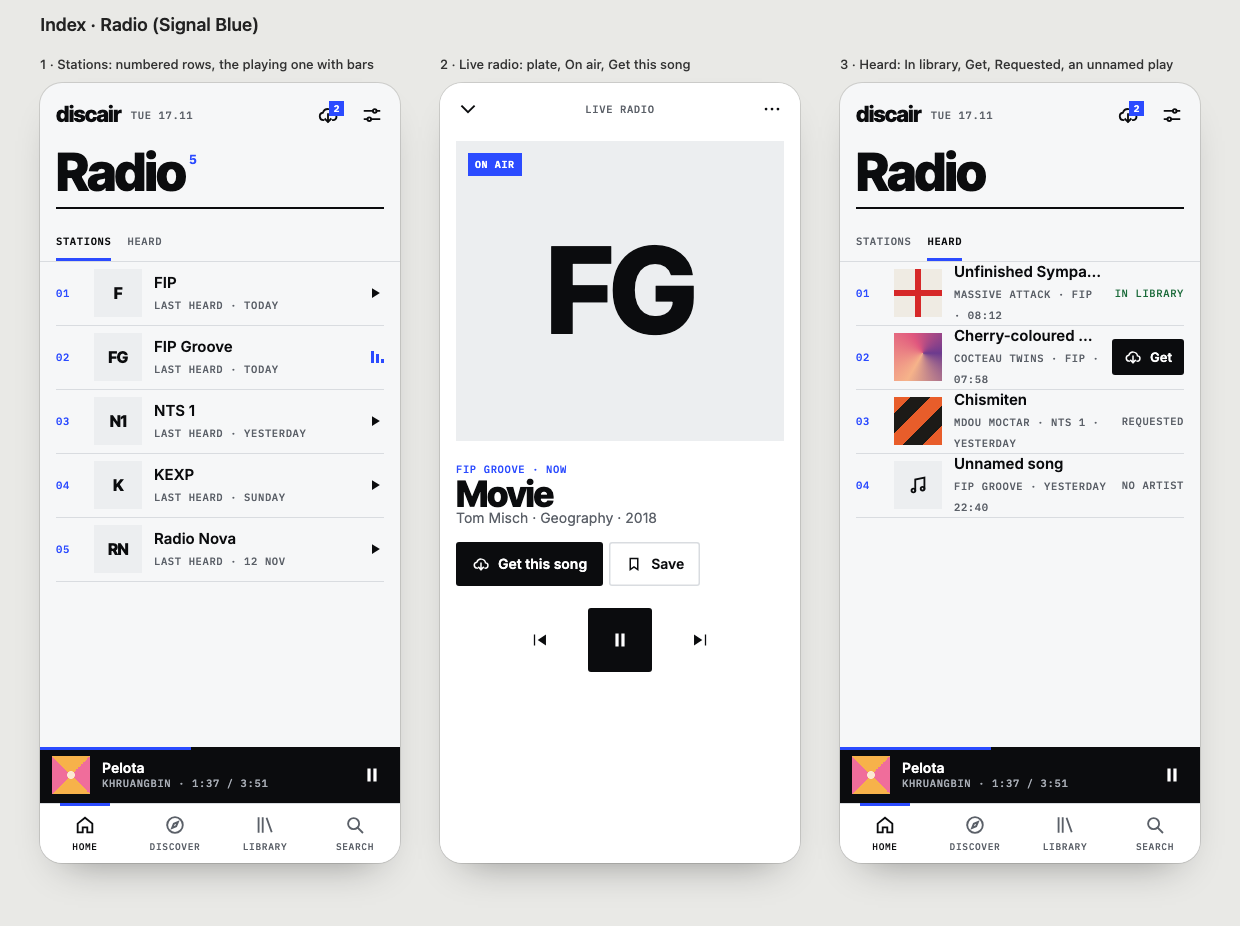 Index · Radio (Signal Blue)
1 · Stations: numbered rows, the playing one with bars
discair TUE 17.11
2
Radio 5
STATIONS HEARD
01 F FIP
LAST HEARD · TODAY
02 FG FIP Groove
LAST HEARD · TODAY
03 N1 NTS 1
LAST HEARD · YESTERDAY
04 K KEXP
LAST HEARD · SUNDAY
05 RN Radio Nova
LAST HEARD · 12 NOV
Pelota
KHRUANGBIN · 1:37 / 3:51
HOME DISCOVER LIBRARY SEARCH
2 · Live radio: plate, On air, Get this song
LIVE RADIO
ON AIR
FG
FIP GROOVE · NOW
Movie
Tom Misch · Geography · 2018
Get this song Save
3 · Heard: In library, Get, Requested, an unnamed play
discair TUE 17.11
2
Radio
STATIONS HEARD
01 Unfinished Sympa...
MASSIVE ATTACK · FIP
· 08:12
IN LIBRARY
02 Cherry-coloured ...
COCTEAU TWINS · FIP ·
07:58
Get
03 Chismiten
MDOU MOCTAR · NTS 1 ·
YESTERDAY
REQUESTED
04 Unnamed song
FIP GROOVE · YESTERDAY
22:40
NO ARTIST
Pelota
KHRUANGBIN · 1:37 / 3:51
HOME DISCOVER LIBRARY SEARCH